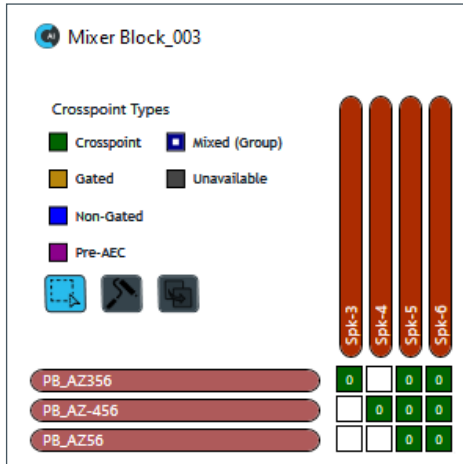 AI Mixer Block_003
Crosspoint Types
Crosspoint Mixed (Group)
Gated Unavailable
Non-Gated
Pre-AEC
Spk-3 Spk-4 Spk-5 Spk-6
PB_AZ356 0 0 0
PB_AZ-456 0 0 0
PB_AZ56 0 0